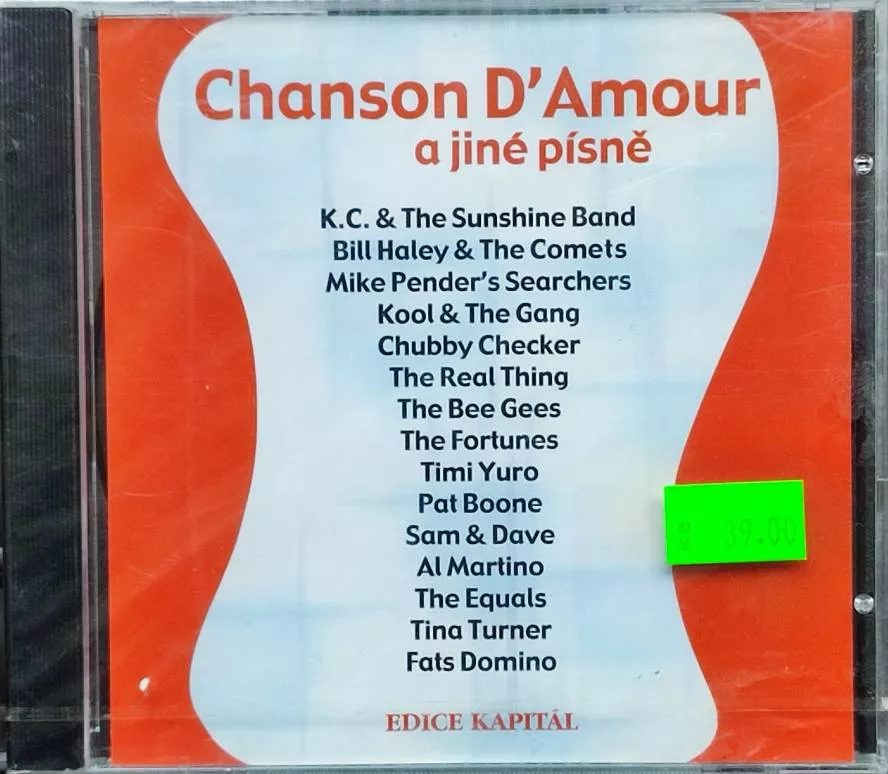 Chanson D'Amour
a jiné písně
K.C. & The Sunshine Band
Bill Haley & The Comets
Mike Pender's Searchers
Kool & The Gang
Chubby Checker
The Real Thing
The Bee Gees
The Fortunes
Timi Yuro
Pat Boone
Sam & Dave
Al Martino
The Equals
Tina Turner
Fats Domino
Kč 39.00
EDICE KAPITÁL